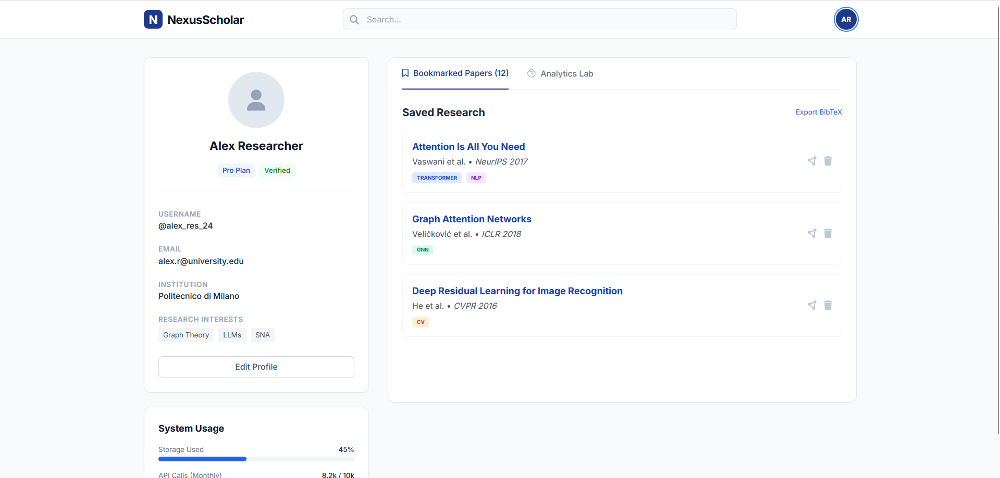 N NexusScholar
Search...
AR
Alex Researcher
Pro Plan Verified
USERNAME
@alex_res_24
EMAIL
alex.r@university.edu
INSTITUTION
Politecnico di Milano
RESEARCH INTERESTS
Graph Theory LLMs SNA
Edit Profile
System Usage
Storage Used 45%
API Calls (Monthly) 8.2k / 10k
Bookmarked Papers (12) Analytics Lab
Saved Research Export BibTeX
Attention Is All You Need
Vaswani et al. • NeurIPS 2017
TRANSFORMER NLP
Graph Attention Networks
Veličković et al. • ICLR 2018
GNN
Deep Residual Learning for Image Recognition
He et al. • CVPR 2016
CV